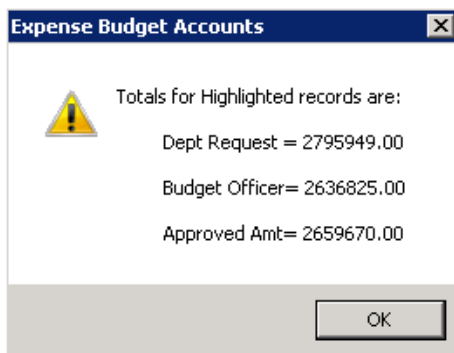 Expense Budget Accounts
Totals for Highlighted records are:
Dept Request = 2795949.00
Budget Officer= 2636825.00
Approved Amt= 2659670.00
OK